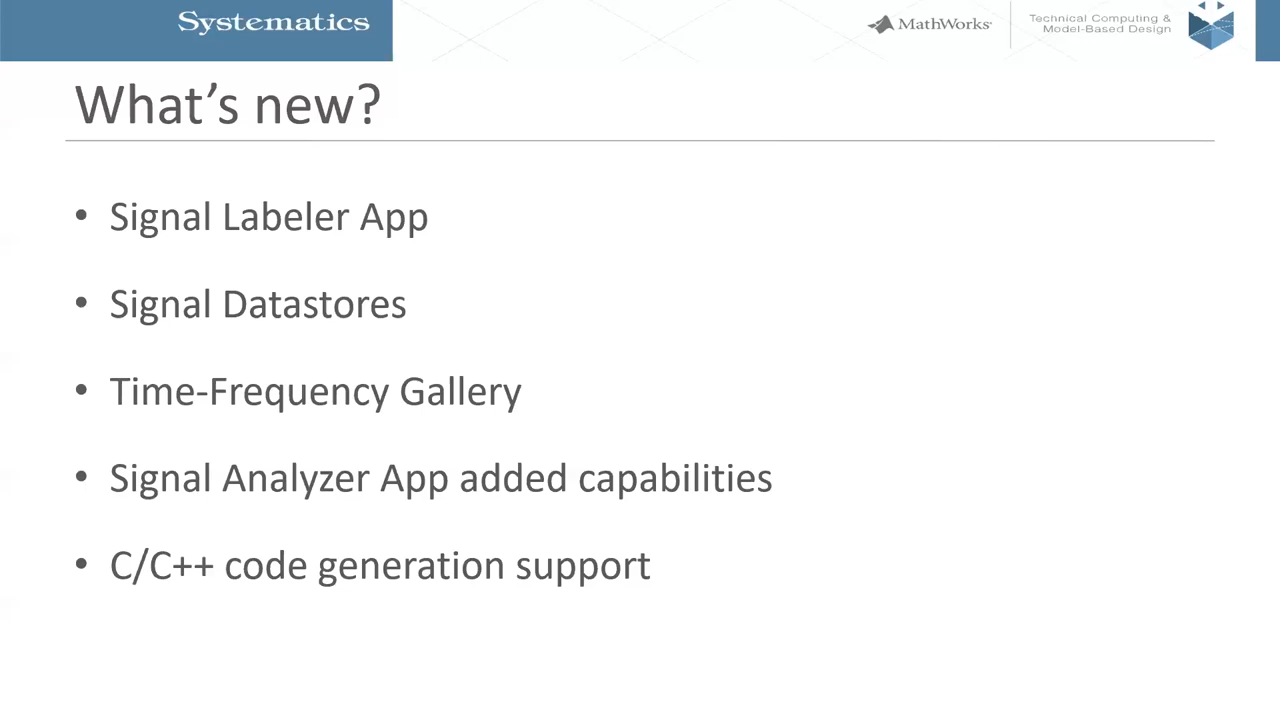 Systematics
MathWorks
Technical Computing &
Model-Based Design
What's new?
• Signal Labeler App
• Signal Datastores
• Time-Frequency Gallery
• Signal Analyzer App added capabilities
• C/C++ code generation support